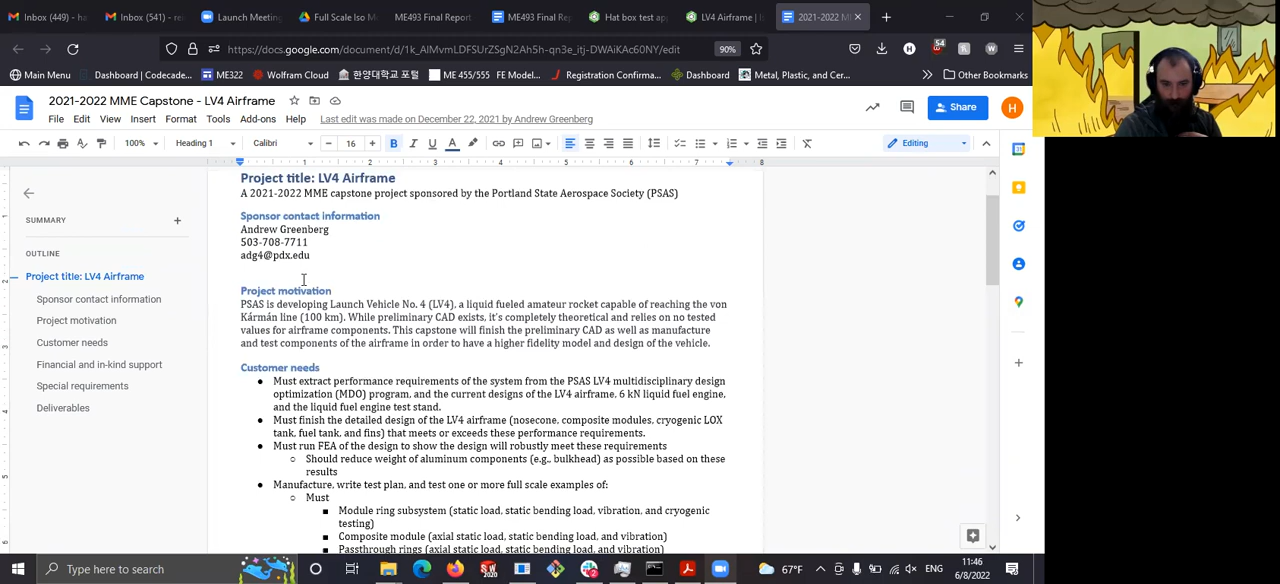 Inbox (449) - ha
Inbox (541) - re
Launch Meeting
Full Scale Iso M
ME493 Final Report
ME493 Final Rep
Hat box test app
LV4 Airframe | I
2021-2022 MM
https://docs.google.com/document/d/1k_AIMvmLDFSUrZSgN2Ah5h-qn3e_itj-DWAiKAc60NY/edit
90%
54
Main Menu
Dashboard | Codecad...
ME322
Wolfram Cloud
한양대학교 포털
ME 455/555
FE Model...
Registration Confirma...
Dashboard
Metal, Plastic, and Cer...
Other Bookmarks
2021-2022 MME Capstone - LV4 Airframe
Share
H
File Edit View Insert Format Tools Add-ons Help
Last edit was made on December 22, 2021 by Andrew Greenberg
100%
Heading 1
Calibri
16
B I U A
Editing
1 2 3 4 5 6 7 8
SUMMARY
OUTLINE
Project title: LV4 Airframe
Sponsor contact information
Project motivation
Customer needs
Financial and in-kind support
Special requirements
Deliverables
Project title: LV4 Airframe
A 2021-2022 MME capstone project sponsored by the Portland State Aerospace Society (PSAS)
Sponsor contact information
Andrew Greenberg
503-708-7711
adg4@pdx.edu
Project motivation
PSAS is developing Launch Vehicle No. 4 (LV4), a liquid fueled amateur rocket capable of reaching the von
Kármán line (100 km). While preliminary CAD exists, it's completely theoretical and relies on no tested
values for airframe components. This capstone will finish the preliminary CAD as well as manufacture
and test components of the airframe in order to have a higher fidelity model and design of the vehicle.
Customer needs
● Must extract performance requirements of the system from the PSAS LV4 multidisciplinary design
optimization (MDO) program, and the current designs of the LV4 airframe, 6 kN liquid fuel engine,
and the liquid fuel engine test stand.
● Must finish the detailed design of the LV4 airframe (nosecone, composite modules, cryogenic LOX
tank, fuel tank, and fins) that meets or exceeds these performance requirements.
● Must run FEA of the design to show the design will robustly meet these requirements
○ Should reduce weight of aluminum components (e.g., bulkhead) as possible based on these
results
● Manufacture, write test plan, and test one or more full scale examples of:
○ Must
■ Module ring subsystem (static load, static bending load, vibration, and cryogenic
testing)
■ Composite module (axial static load, static bending load, and vibration)
■ Passthrough rings (axial static load, static bending load, and vibration)
Type here to search
67°F
ENG
11:46
6/8/2022